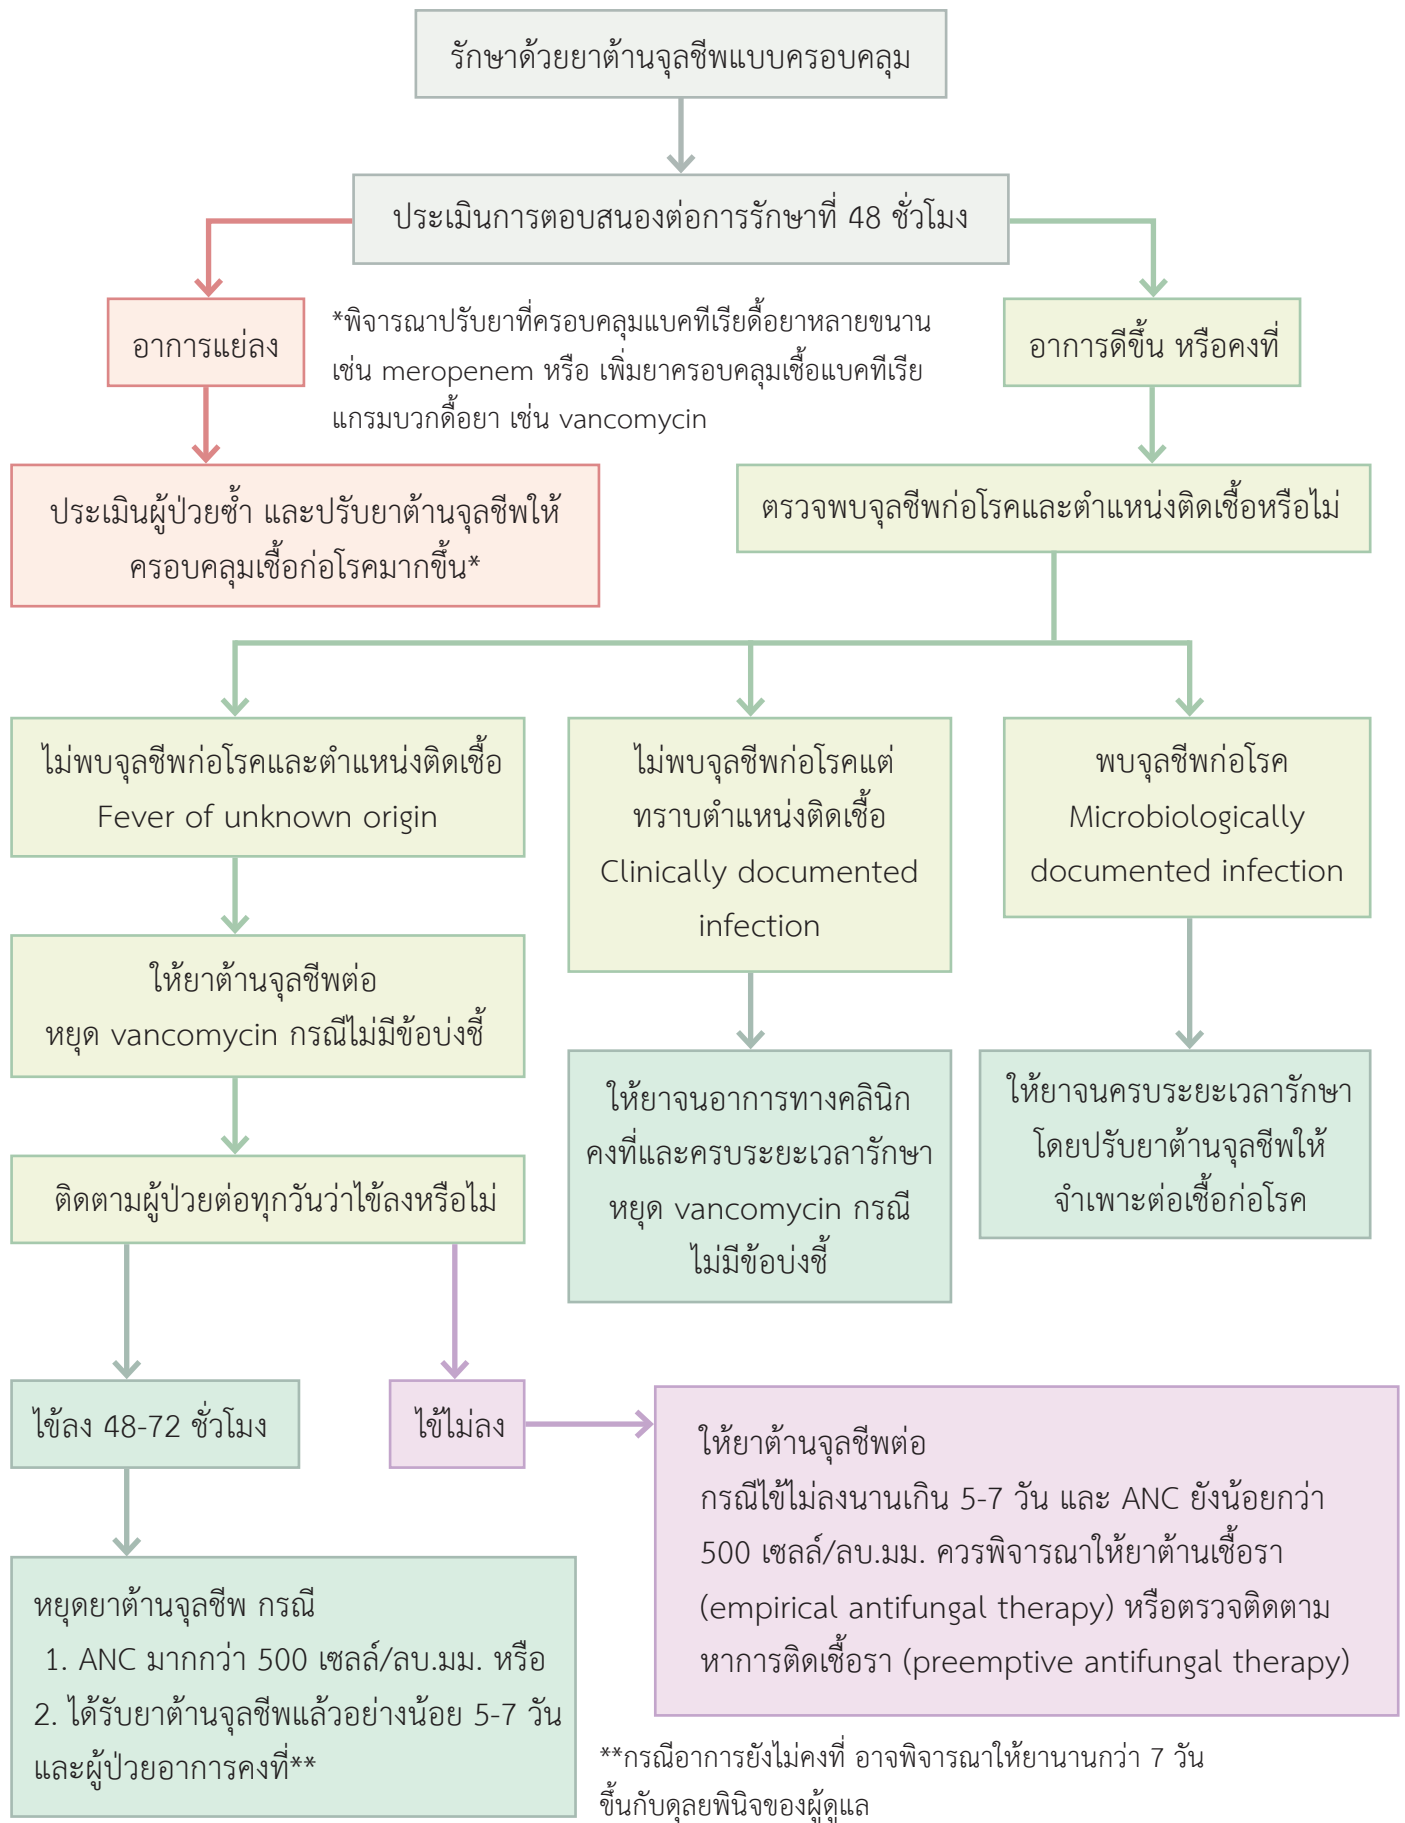 รักษาด้วยยาต้านจุลชีพแบบครอบคลุม
ประเมินการตอบสนองต่อการรักษาที่ 48 ชั่วโมง
อาการแย่ลง
*พิจารณาปรับยาที่ครอบคลุมแบคทีเรียดื้อยาหลายขนาน
เช่น meropenem หรือ เพิ่มยาครอบคลุมเชื้อแบคทีเรีย
แกรมบวกดื้อยา เช่น vancomycin
อาการดีขึ้น หรือคงที่
ประเมินผู้ป่วยซ้ำ และปรับยาต้านจุลชีพให้
ครอบคลุมเชื้อก่อโรคมากขึ้น*
ตรวจพบจุลชีพก่อโรคและตำแหน่งติดเชื้อหรือไม่
ไม่พบจุลชีพก่อโรคและตำแหน่งติดเชื้อ
Fever of unknown origin
ไม่พบจุลชีพก่อโรคแต่
ทราบตำแหน่งติดเชื้อ
Clinically documented
infection
พบจุลชีพก่อโรค
Microbiologically
documented infection
ให้ยาต้านจุลชีพต่อ
หยุด vancomycin กรณีไม่มีข้อบ่งชี้
ให้ยาจนอาการทางคลินิก
คงที่และครบระยะเวลารักษา
หยุด vancomycin กรณี
ไม่มีข้อบ่งชี้
ให้ยาจนครบระยะเวลารักษา
โดยปรับยาต้านจุลชีพให้
จำเพาะต่อเชื้อก่อโรค
ติดตามผู้ป่วยต่อทุกวันว่าไข้ลงหรือไม่
ไข้ลง 48-72 ชั่วโมง
ไข้ไม่ลง
ให้ยาต้านจุลชีพต่อ
กรณีไข้ไม่ลงนานเกิน 5-7 วัน และ ANC ยังน้อยกว่า
500 เซลล์/ลบ.มม. ควรพิจารณาให้ยาต้านเชื้อรา
(empirical antifungal therapy) หรือตรวจติดตาม
หาการติดเชื้อรา (preemptive antifungal therapy)
หยุดยาต้านจุลชีพ กรณี
1. ANC มากกว่า 500 เซลล์/ลบ.มม. หรือ
2. ได้รับยาต้านจุลชีพแล้วอย่างน้อย 5-7 วัน
และผู้ป่วยอาการคงที่**
**กรณีอาการยังไม่คงที่ อาจพิจารณาให้ยานานกว่า 7 วัน
ขึ้นกับดุลยพินิจของผู้ดูแล